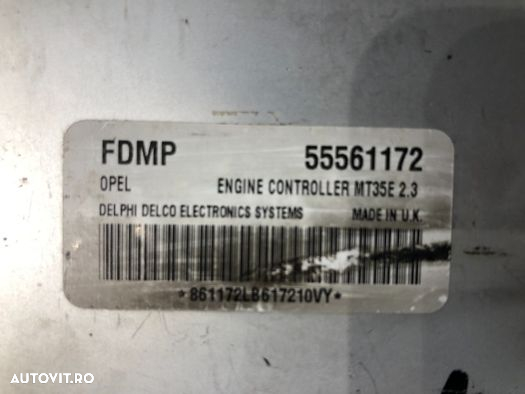 FDMP 55561172
OPEL ENGINE CONTROLLER MT35E 2.3
DELPHI DELCO ELECTRONICS SYSTEMS MADE IN U.K.
*861172LB617210VY*
AUTOVIT.RO